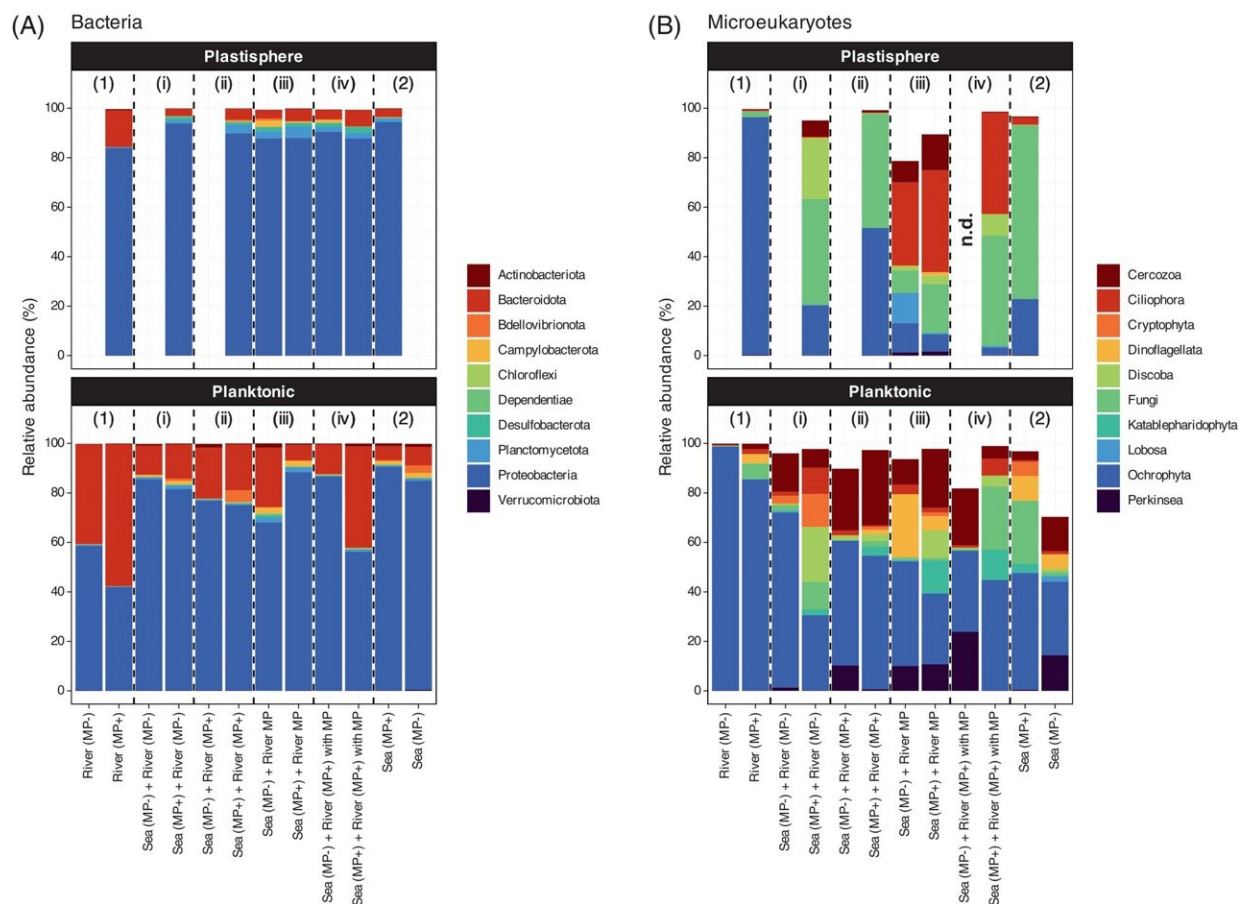 (A) Bacteria
Plastisphere
(1) (i) (ii) (iii) (iv) (2)
100
80
60
40
20
0
Planktonic
(1) (i) (ii) (iii) (iv) (2)
100
80
60
40
20
0
Relative abundance (%)
Relative abundance (%)
River (MP-)
River (MP+)
Sea (MP-) + River (MP-)
Sea (MP+) + River (MP-)
Sea (MP-) + River (MP+)
Sea (MP+) + River (MP+)
Sea (MP-) + River MP
Sea (MP+) + River MP
Sea (MP-) + River (MP+) with MP
Sea (MP+) + River (MP+) with MP
Sea (MP+)
Sea (MP-)
Actinobacteriota
Bacteroidota
Bdellovibrionota
Campylobacterota
Chloroflexi
Dependentiae
Desulfobacterota
Planctomycetota
Proteobacteria
Verrucomicrobiota
(B) Microeukaryotes
Plastisphere
(1) (i) (ii) (iii) (iv) (2)
100
80
60
40
20
0
n.d.
Planktonic
(1) (i) (ii) (iii) (iv) (2)
100
80
60
40
20
0
Relative abundance (%)
Relative abundance (%)
River (MP-)
River (MP+)
Sea (MP-) + River (MP-)
Sea (MP+) + River (MP-)
Sea (MP-) + River (MP+)
Sea (MP+) + River (MP+)
Sea (MP-) + River MP
Sea (MP+) + River MP
Sea (MP-) + River (MP+) with MP
Sea (MP+) + River (MP+) with MP
Sea (MP+)
Sea (MP-)
Cercozoa
Ciliophora
Cryptophyta
Dinoflagellata
Discoba
Fungi
Katablepharidophyta
Lobosa
Ochrophyta
Perkinsea